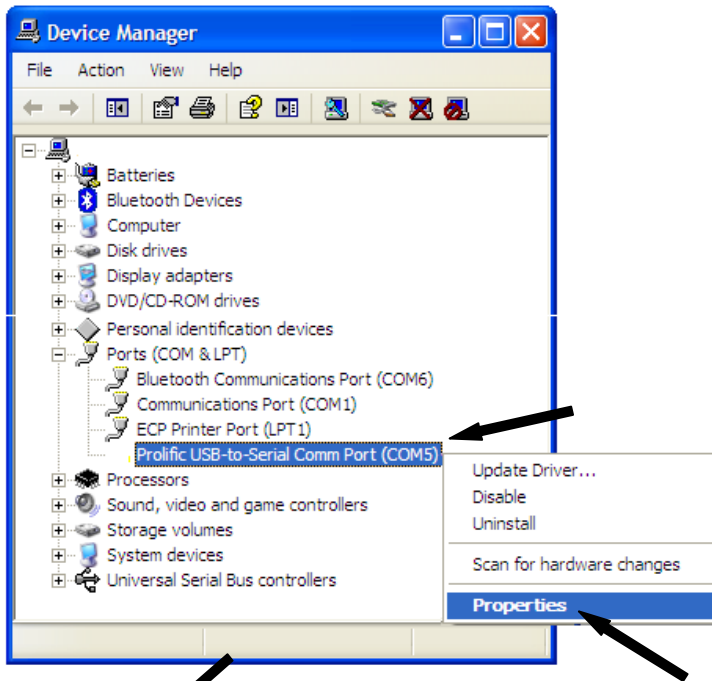 Device Manager
File Action View Help
Batteries
Bluetooth Devices
Computer
Disk drives
Display adapters
DVD/CD-ROM drives
Personal identification devices
Ports (COM & LPT)
Bluetooth Communications Port (COM6)
Communications Port (COM1)
ECP Printer Port (LPT1)
Prolific USB-to-Serial Comm Port (COM5)
Processors
Sound, video and game controllers
Storage volumes
System devices
Universal Serial Bus controllers
Update Driver...
Disable
Uninstall
Scan for hardware changes
Properties